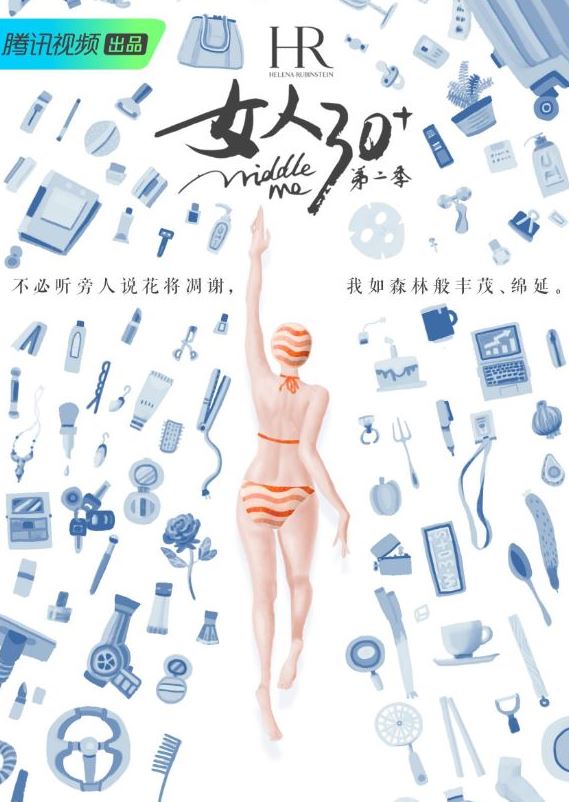 腾讯视频 出品
HR
HELENA RUBINSTEIN
女人30+
middle me
第二季
不必听旁人说花将凋谢，
我如森林般丰茂、绵延。